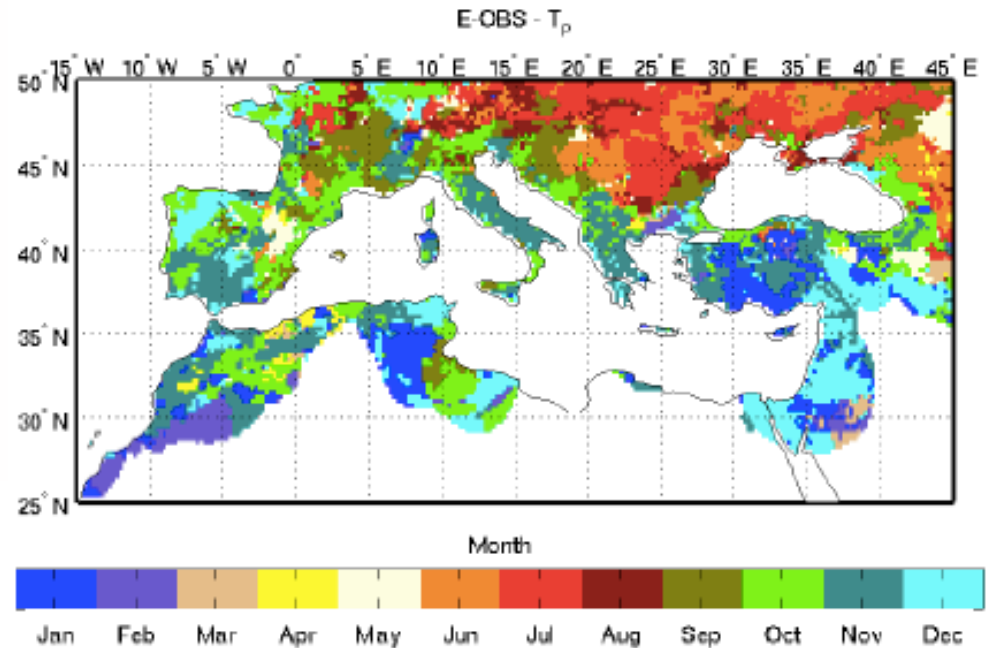 E-OBS - Tp
15° W 10° W 5° W 0° 5° E 10° E 15° E 20° E 25° E 30° E 35° E 40° E 45° E
50° N
45° N
40° N
35° N
30° N
25° N
Month
Jan Feb Mar Apr May Jun Jul Aug Sep Oct Nov Dec